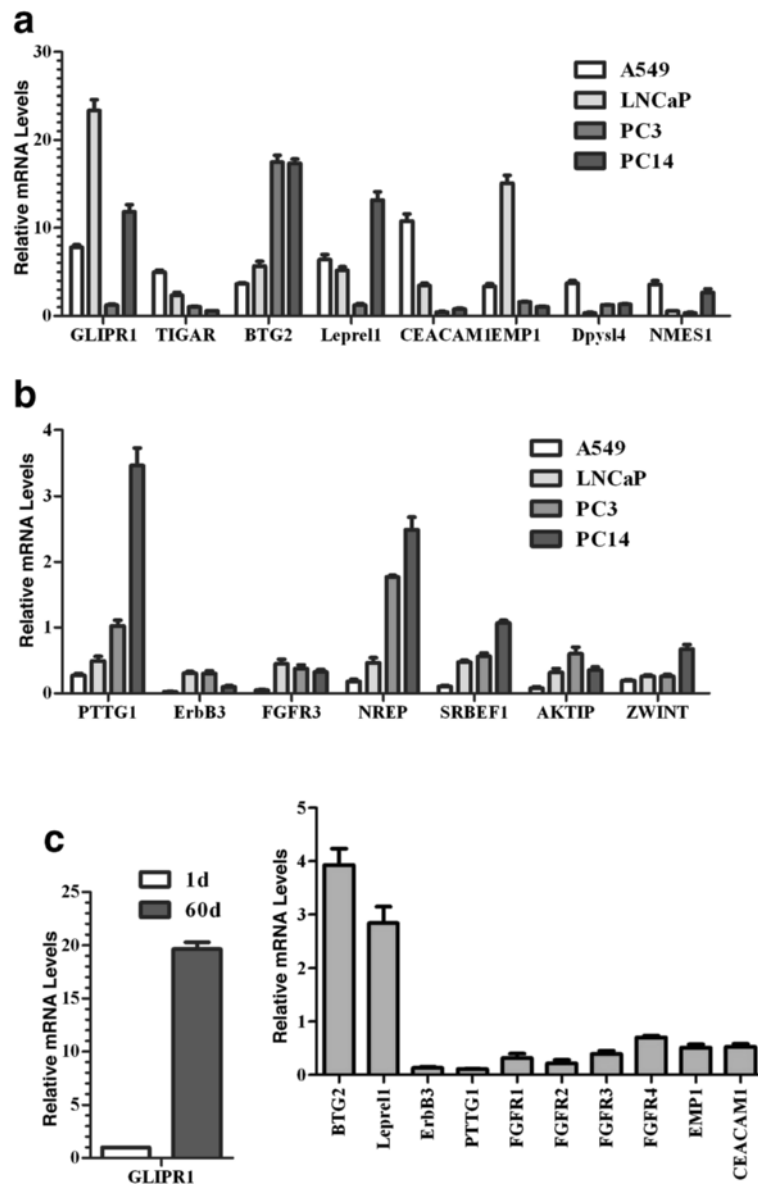 a
Relative mRNA Levels
30
20
10
0
A549
LNCaP
PC3
PC14
GLIPR1 TIGAR BTG2 Leprel1 CEACAM1 EMP1 Dpysl4 NMES1
b
Relative mRNA Levels
4
3
2
1
0
A549
LNCaP
PC3
PC14
PTTG1 ErbB3 FGFR3 NREP SRBEF1 AKTIP ZWINT
c
Relative mRNA Levels
25
20
15
10
5
0
1d
60d
GLIPR1
Relative mRNA Levels
5
4
3
2
1
0
BTG2
Leprel1
ErbB3
PTTG1
FGFR1
FGFR2
FGFR3
FGFR4
EMP1
CEACAM1